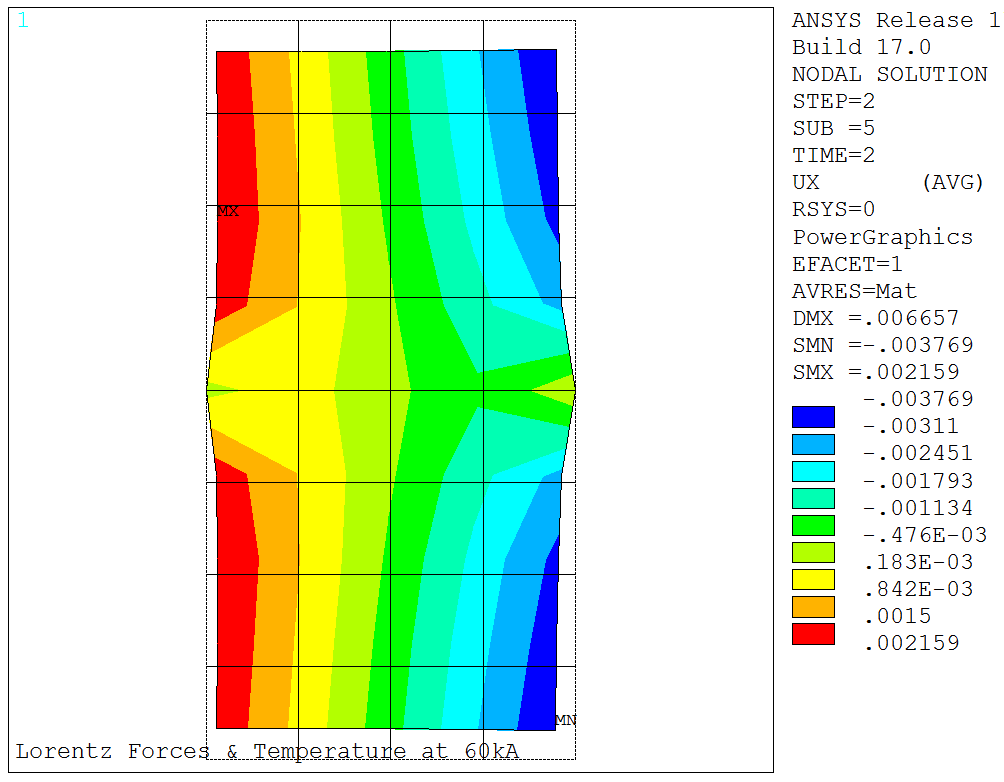 1
ANSYS Release 1
Build 17.0
NODAL SOLUTION
STEP=2
SUB =5
TIME=2
UX (AVG)
RSYS=0
PowerGraphics
EFACET=1
AVRES=Mat
DMX =.006657
SMN =-.003769
SMX =.002159
-.003769
-.00311
-.002451
-.001793
-.001134
-.476E-03
.183E-03
.842E-03
.0015
.002159
MX
MN
Lorentz Forces & Temperature at 60kA